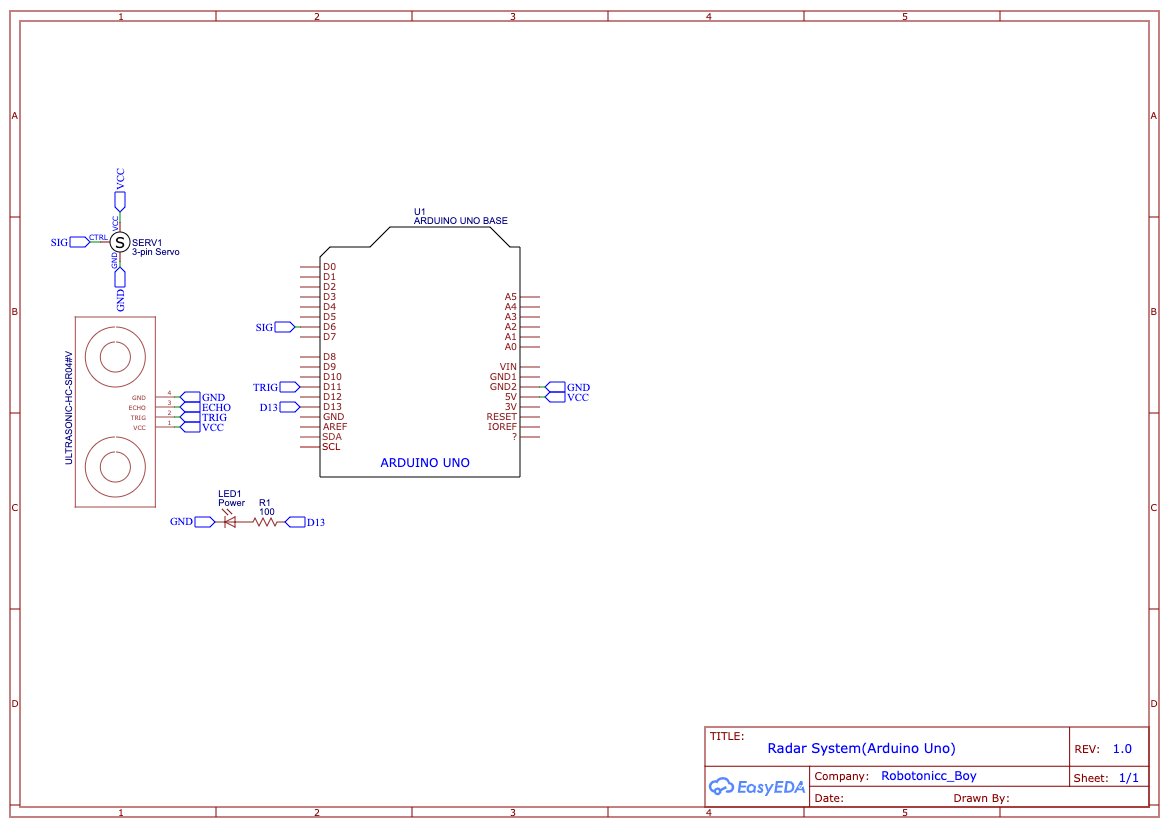 1 2 3 4 5
A A
VCC
VCC
SIG CTRL S SERV1
3-pin Servo
GND
GND
B B
U1
ARDUINO UNO BASE
D0
D1
D2
D3
D4
D5
SIG D6
D7
D8
D9
D10
TRIG D11
D12
D13 D13
GND
AREF
SDA
SCL
A5
A4
A3
A2
A1
A0
VIN
GND1
GND2 GND
5V VCC
3V
RESET
IOREF
?
ARDUINO UNO
ULTRASONIC-HC-SR04#V
GND 4 GND
ECHO 3 ECHO
TRIG 2 TRIG
VCC 1 VCC
C C
LED1
Power
R1
100
GND D13
D D
TITLE:
Radar System(Arduino Uno)
REV: 1.0
EasyEDA
Company: Robotonicc_Boy
Sheet: 1/1
Date: Drawn By:
1 2 3 4 5